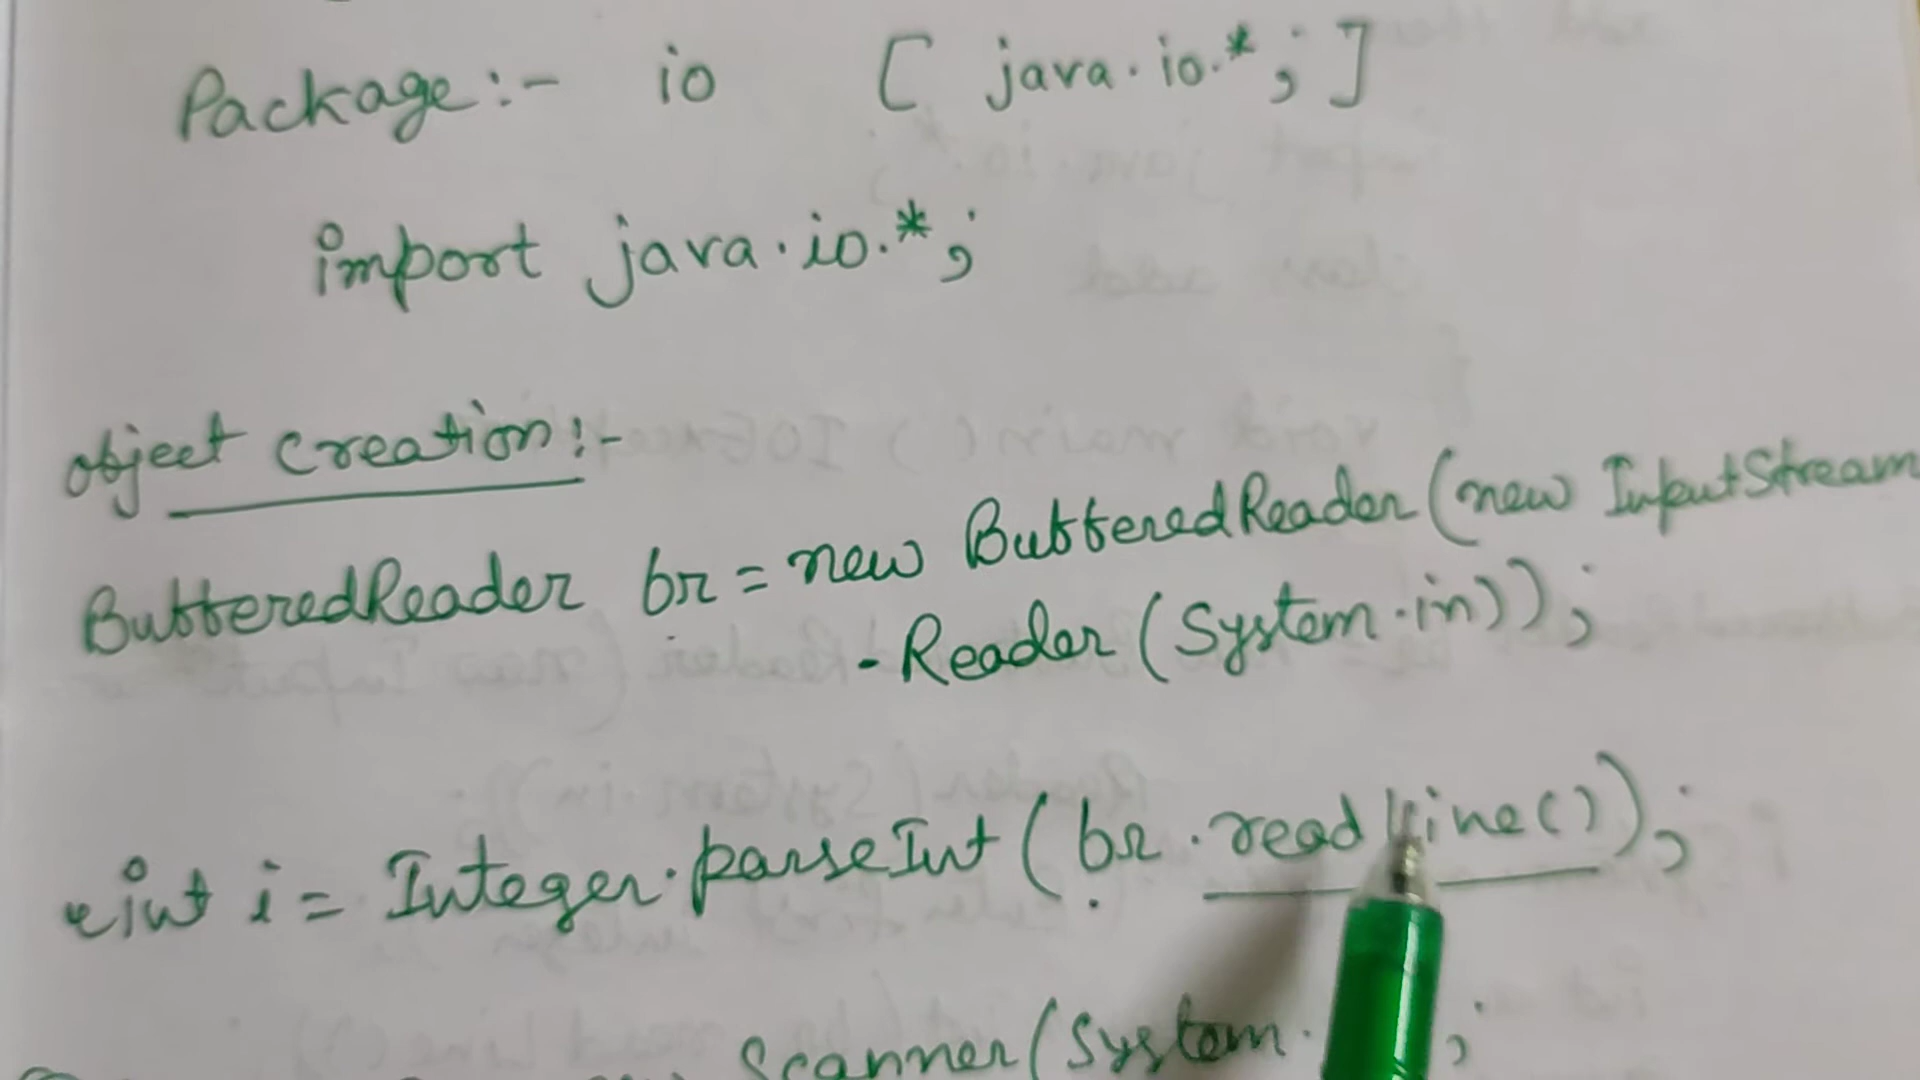 Package:- io [ java.io.*; ]
import java.io.*;
object creation:-
BufferedReader br = new BufferedReader(new InputStream
-Reader(System.in));
int i = Integer.parseInt(br.readLine());
Scanner(System. ;